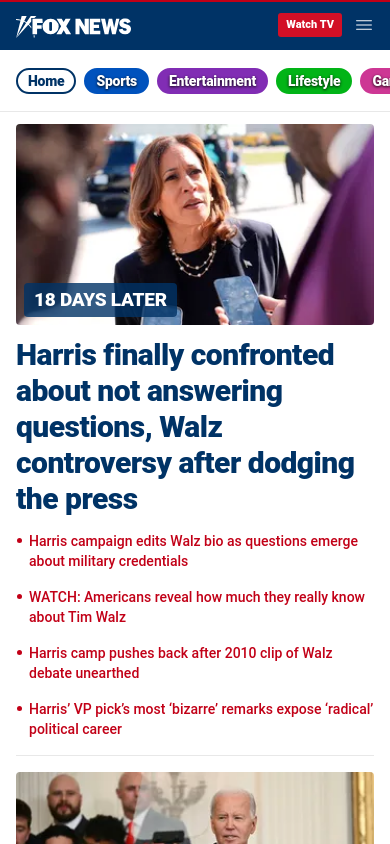 FOX NEWS
Watch TV
Home
Sports
Entertainment
Lifestyle
18 DAYS LATER
Harris finally confronted
about not answering
questions, Walz
controversy after dodging
the press
• Harris campaign edits Walz bio as questions emerge
about military credentials
• WATCH: Americans reveal how much they really know
about Tim Walz
• Harris camp pushes back after 2010 clip of Walz
debate unearthed
• Harris’ VP pick’s most ‘bizarre’ remarks expose ‘radical’
political career